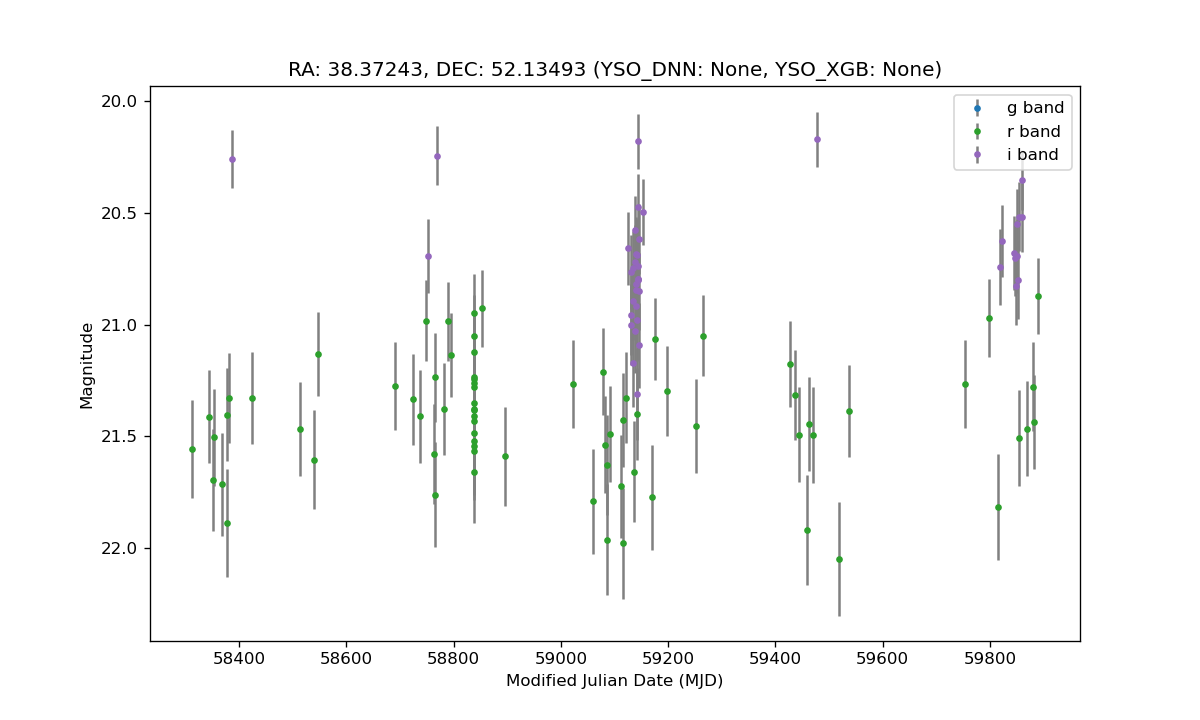 RA: 38.37243, DEC: 52.13493 (YSO_DNN: None, YSO_XGB: None)
g band
r band
i band
20.0
20.5
21.0
21.5
22.0
Magnitude
58400
58600
58800
59000
59200
59400
59600
59800
Modified Julian Date (MJD)